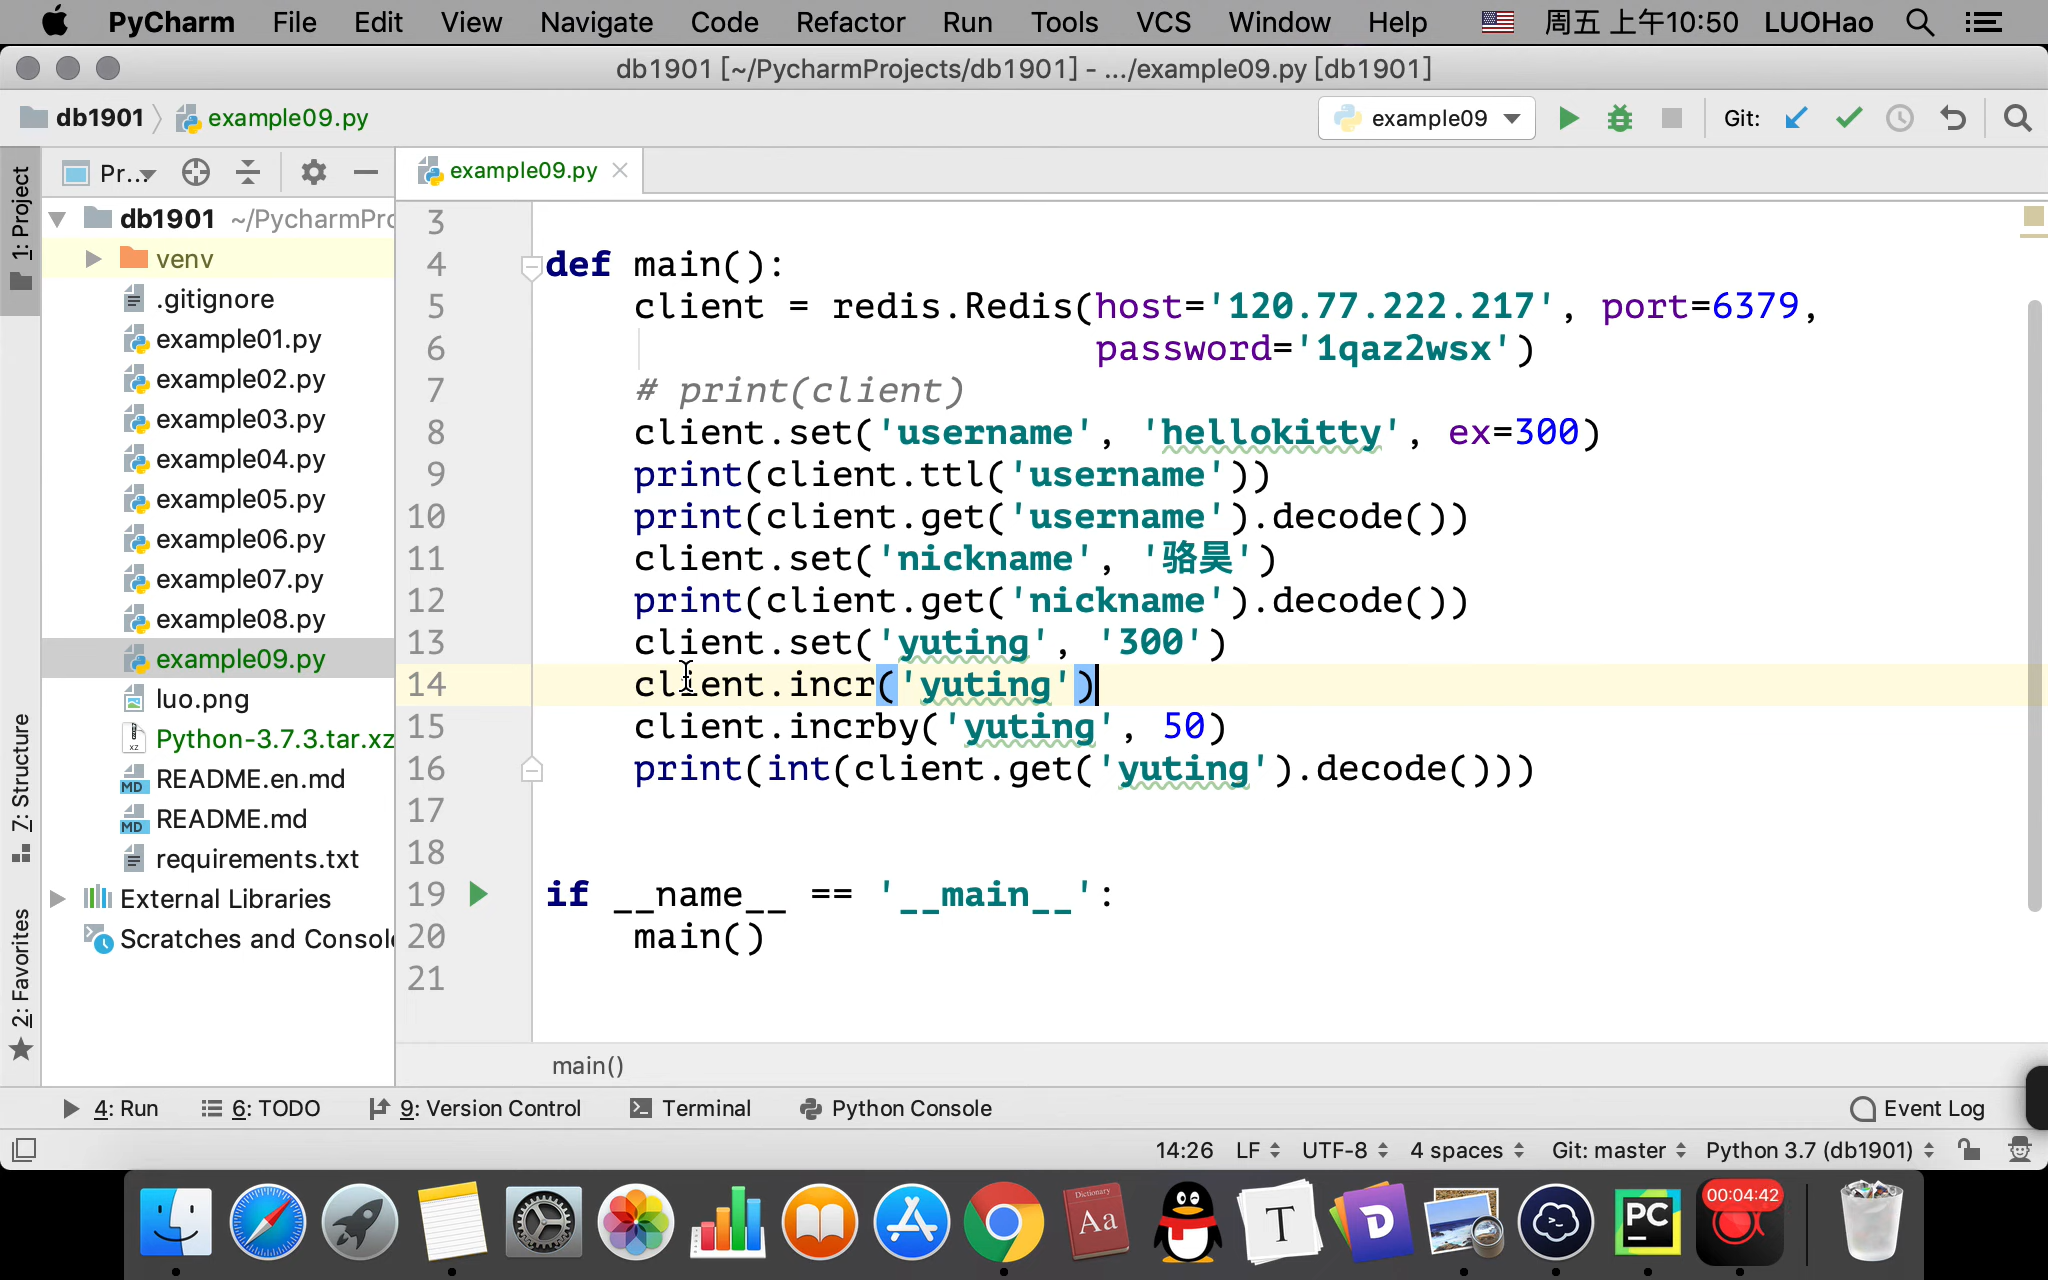 PyCharm File Edit View Navigate Code Refactor Run Tools VCS Window Help 周五 上午10:50 LUOHao
db1901 [~/PycharmProjects/db1901] - .../example09.py [db1901]
db1901 example09.py example09 Git:
1: Project
Pr... example09.py
db1901 ~/PycharmPro
venv
.gitignore
example01.py
example02.py
example03.py
example04.py
example05.py
example06.py
example07.py
example08.py
example09.py
luo.png
Python-3.7.3.tar.xz
README.en.md
README.md
requirements.txt
External Libraries
Scratches and Consol
7: Structure
2: Favorites
3
4 def main():
5 client = redis.Redis(host='120.77.222.217', port=6379,
6 password='1qaz2wsx')
7 # print(client)
8 client.set('username', 'hellokitty', ex=300)
9 print(client.ttl('username'))
10 print(client.get('username').decode())
11 client.set('nickname', '骆昊')
12 print(client.get('nickname').decode())
13 client.set('yuting', '300')
14 client.incr('yuting')
15 client.incrby('yuting', 50)
16 print(int(client.get('yuting').decode()))
17
18
19 if __name__ == '__main__':
20 main()
21
main()
4: Run 6: TODO 9: Version Control Terminal Python Console Event Log
14:26 LF UTF-8 4 spaces Git: master Python 3.7 (db1901)
Dictionary
Aa
T
D
PC
00:04:42